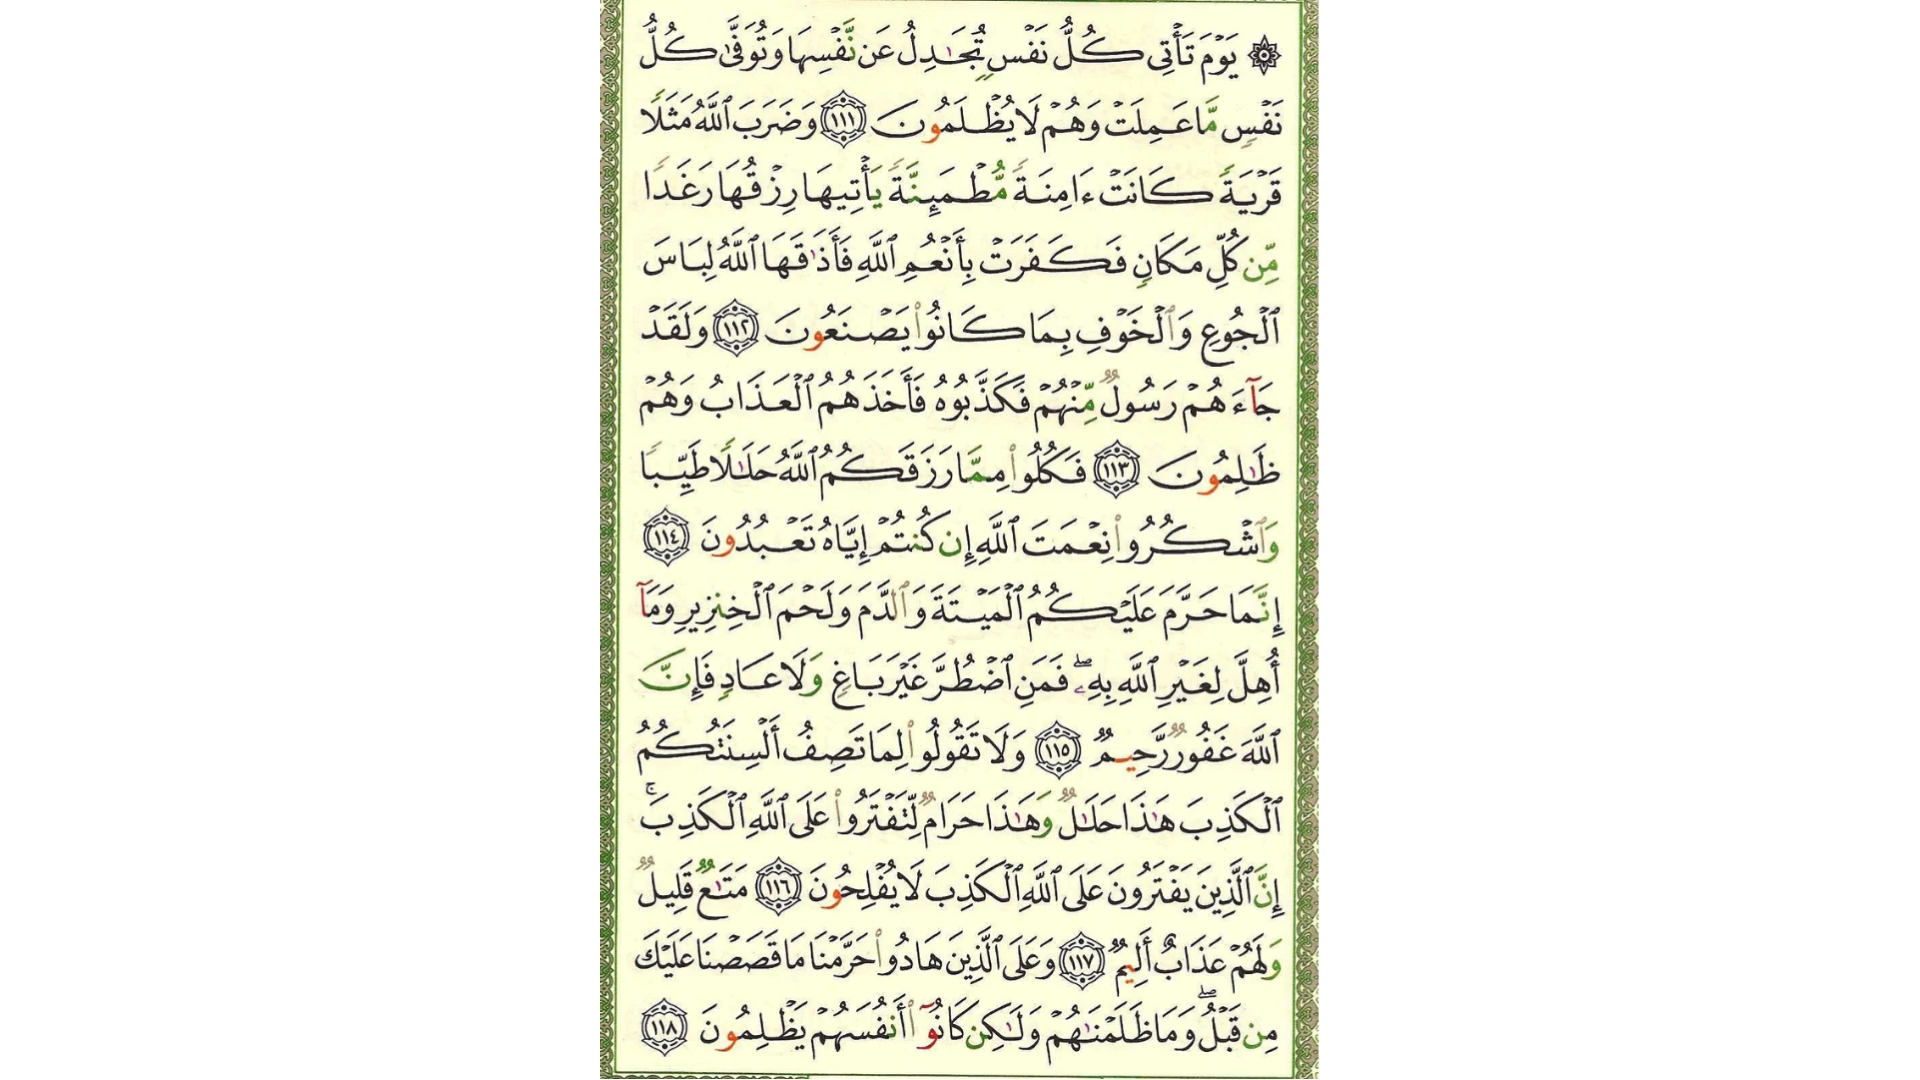 ۞ يَوۡمَ تَأۡتِي كُلُّ نَفۡسٖ تُجَٰدِلُ عَن نَّفۡسِهَا وَتُوَفَّىٰ كُلُّ
نَفۡسٖ مَّا عَمِلَتۡ وَهُمۡ لَا يُظۡلَمُونَ ١١١ وَضَرَبَ ٱللَّهُ مَثَلٗا
قَرۡيَةٗ كَانَتۡ ءَامِنَةٗ مُّطۡمَئِنَّةٗ يَأۡتِيهَا رِزۡقُهَا رَغَدٗا
مِّن كُلِّ مَكَانٖ فَكَفَرَتۡ بِأَنۡعُمِ ٱللَّهِ فَأَذَٰقَهَا ٱللَّهُ لِبَاسَ
ٱلۡجُوعِ وَٱلۡخَوۡفِ بِمَا كَانُواْ يَصۡنَعُونَ ١١٢ وَلَقَدۡ
جَآءَهُمۡ رَسُولٞ مِّنۡهُمۡ فَكَذَّبُوهُ فَأَخَذَهُمُ ٱلۡعَذَابُ وَهُمۡ
ظَٰلِمُونَ ١١٣ فَكُلُواْ مِمَّا رَزَقَكُمُ ٱللَّهُ حَلَٰلٗا طَيِّبٗا
وَٱشۡكُرُواْ نِعۡمَتَ ٱللَّهِ إِن كُنتُمۡ إِيَّاهُ تَعۡبُدُونَ ١١٤
إِنَّمَا حَرَّمَ عَلَيۡكُمُ ٱلۡمَيۡتَةَ وَٱلدَّمَ وَلَحۡمَ ٱلۡخِنزِيرِ وَمَآ
أُهِلَّ لِغَيۡرِ ٱللَّهِ بِهِۦۖ فَمَنِ ٱضۡطُرَّ غَيۡرَ بَاغٖ وَلَا عَادٖ فَإِنَّ
ٱللَّهَ غَفُورٞ رَّحِيمٞ ١١٥ وَلَا تَقُولُواْ لِمَا تَصِفُ أَلۡسِنَتُكُمُ
ٱلۡكَذِبَ هَٰذَا حَلَٰلٞ وَهَٰذَا حَرَامٞ لِّتَفۡتَرُواْ عَلَى ٱللَّهِ ٱلۡكَذِبَۚ
إِنَّ ٱلَّذِينَ يَفۡتَرُونَ عَلَى ٱللَّهِ ٱلۡكَذِبَ لَا يُفۡلِحُونَ ١١٦ مَتَٰعٞ قَلِيلٞ
وَلَهُمۡ عَذَابٌ أَلِيمٞ ١١٧ وَعَلَى ٱلَّذِينَ هَادُواْ حَرَّمۡنَا مَا قَصَصۡنَا عَلَيۡكَ
مِن قَبۡلُۖ وَمَا ظَلَمۡنَٰهُمۡ وَلَٰكِن كَانُوٓاْ أَنفُسَهُمۡ يَظۡلِمُونَ ١١٨